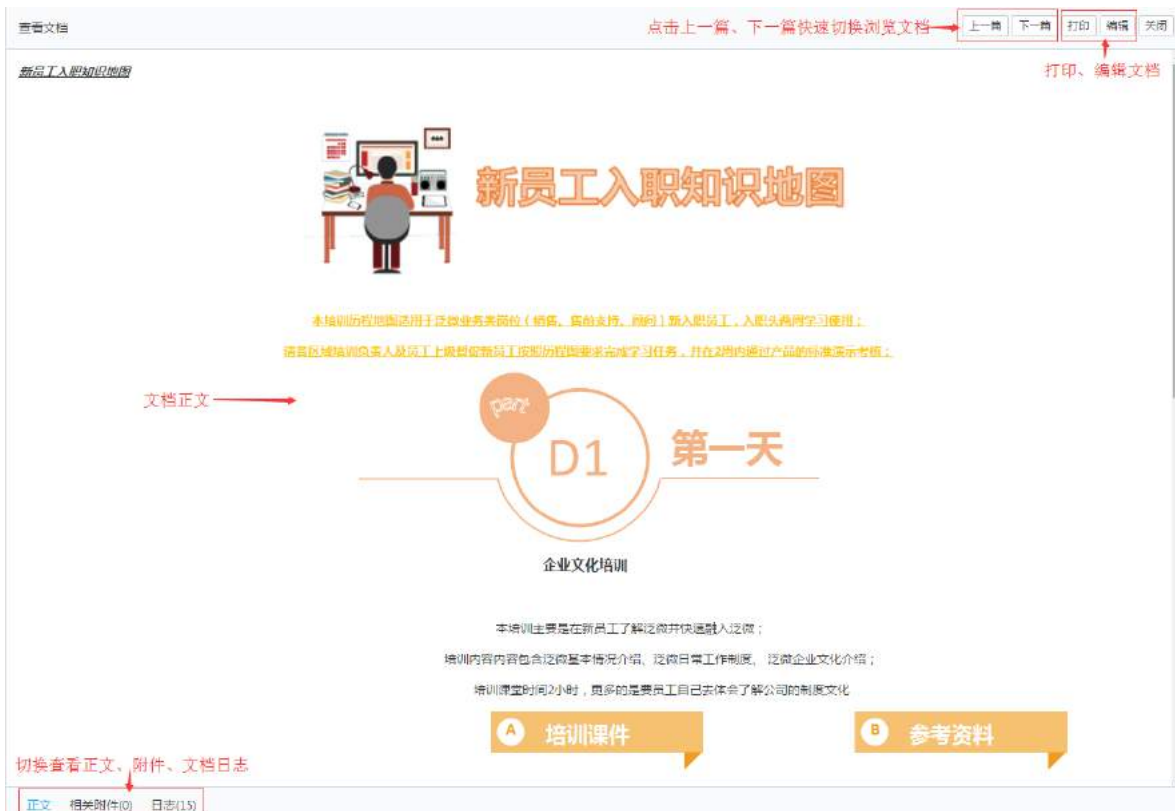 查看文档
点击上一篇、下一篇快速切换浏览文档
上一篇 下一篇 打印 编辑 关闭
新员工入职知识地图
打印、编辑文档
新员工入职知识地图
本培训历程地图适用于泛微业务类岗位（销售、售前支持、顾问）新入职员工，入职头两周学习使用；
请各区域培训负责人及员工上级督促新员工按照历程图要求完成学习任务，并在2周内通过产品的标准演示考核；
文档正文
part
D1
第一天
企业文化培训
本培训主要是在新员工了解泛微并快速融入泛微；
培训内容内容包含泛微基本情况介绍、泛微日常工作制度、 泛微企业文化介绍；
培训课堂时间2小时，更多的是要员工自己去体会了解公司的制度文化
A 培训课件
B 参考资料
切换查看正文、附件、文档日志
正文 相关附件(0) 日志(15)